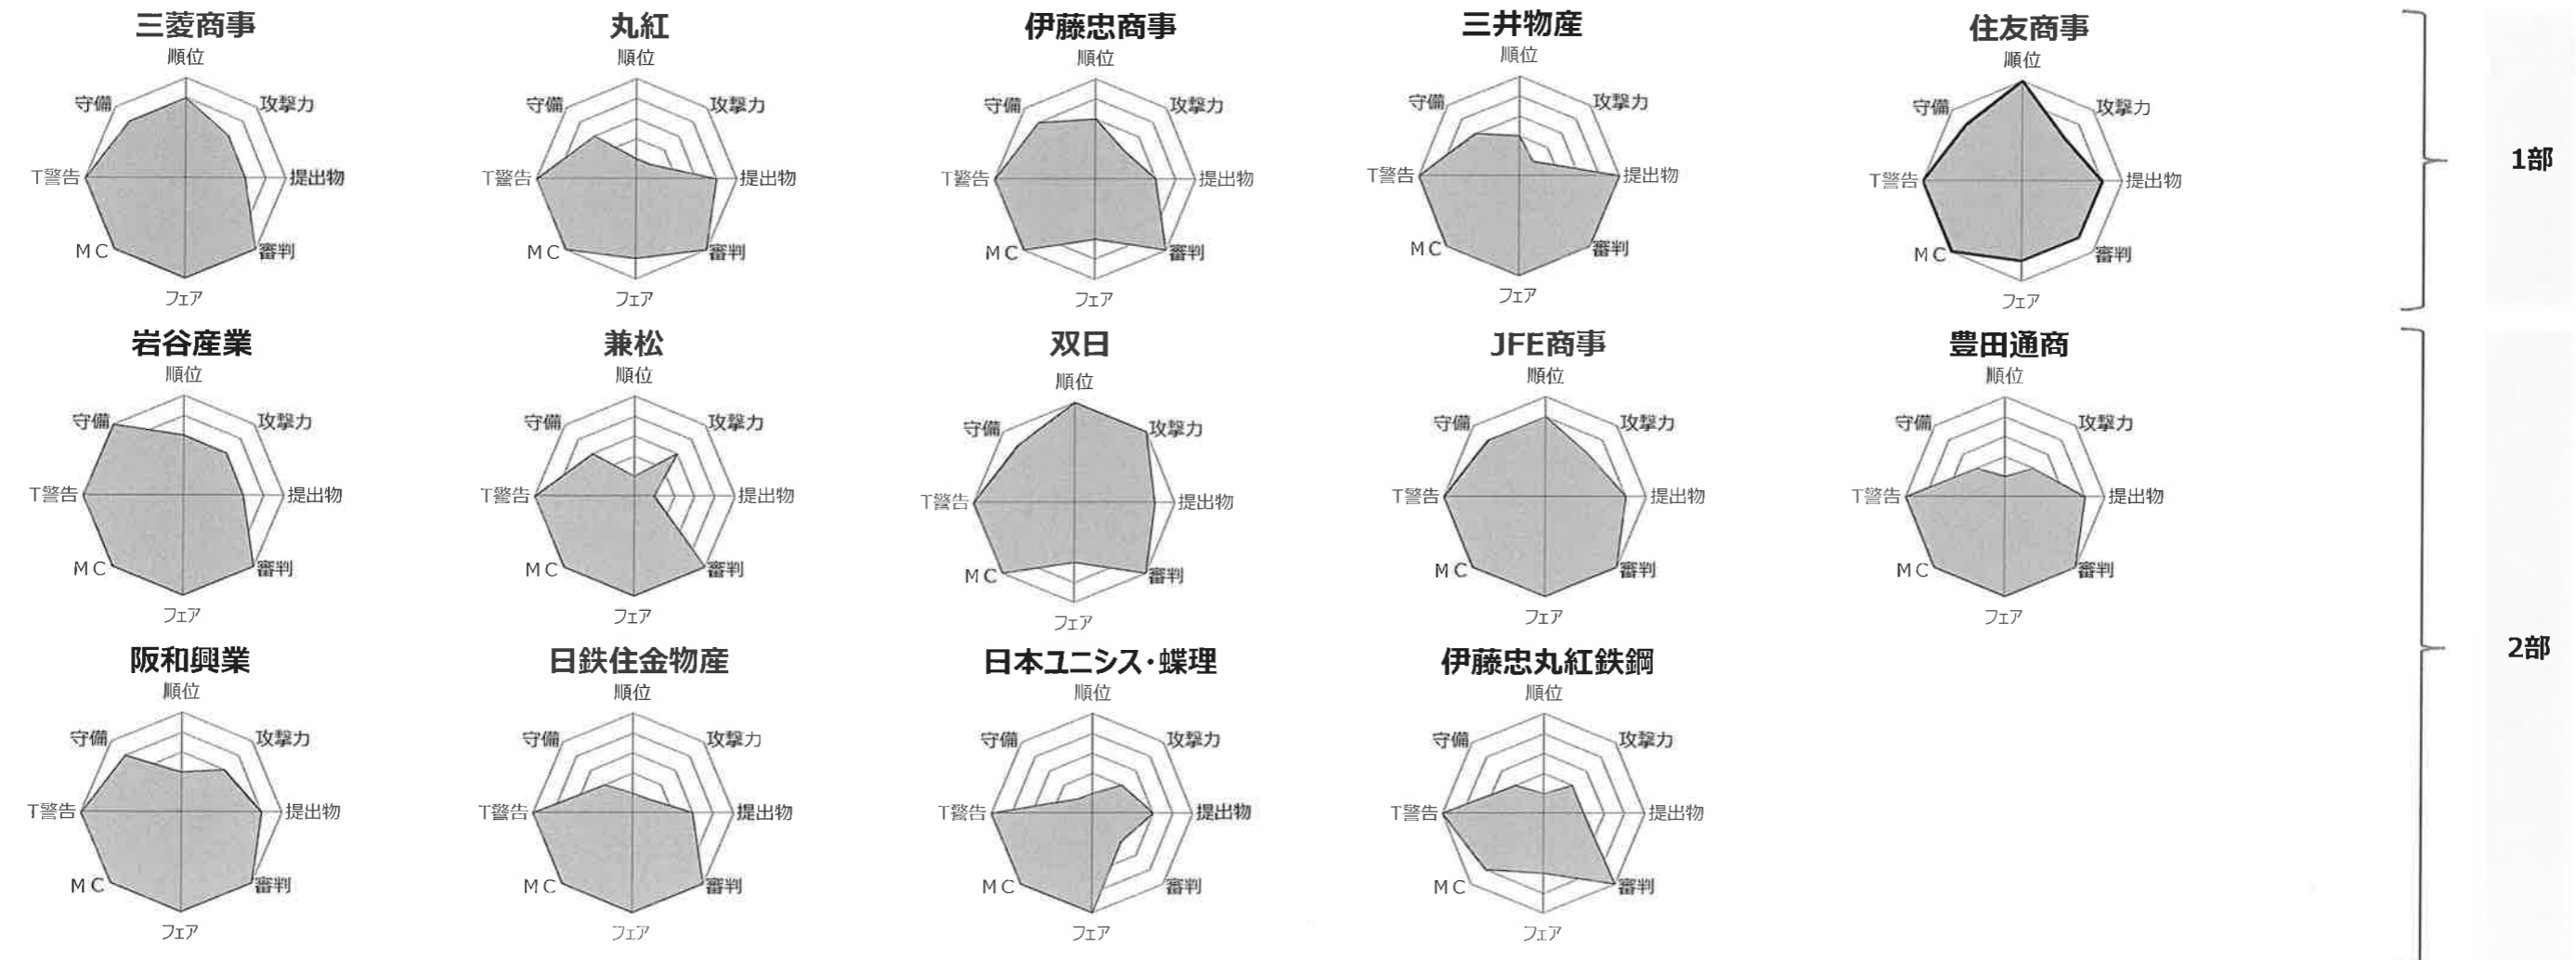 三菱商事
順位
攻撃力
提出物
審判
フェア
MC
T警告
守備
丸紅
順位
攻撃力
提出物
審判
フェア
MC
T警告
守備
伊藤忠商事
順位
攻撃力
提出物
審判
フェア
MC
T警告
守備
三井物産
順位
攻撃力
提出物
審判
フェア
MC
T警告
守備
住友商事
順位
攻撃力
提出物
審判
フェア
MC
T警告
守備
1部
岩谷産業
順位
攻撃力
提出物
審判
フェア
MC
T警告
守備
兼松
順位
攻撃力
提出物
審判
フェア
MC
T警告
守備
双日
順位
攻撃力
提出物
審判
フェア
MC
T警告
守備
JFE商事
順位
攻撃力
提出物
審判
フェア
MC
T警告
守備
豊田通商
順位
攻撃力
提出物
審判
フェア
MC
T警告
守備
2部
阪和興業
順位
攻撃力
提出物
審判
フェア
MC
T警告
守備
日鉄住金物産
順位
攻撃力
提出物
審判
フェア
MC
T警告
守備
日本ユニシス・蝶理
順位
攻撃力
提出物
審判
フェア
MC
T警告
守備
伊藤忠丸紅鉄鋼
順位
攻撃力
提出物
審判
フェア
MC
T警告
守備